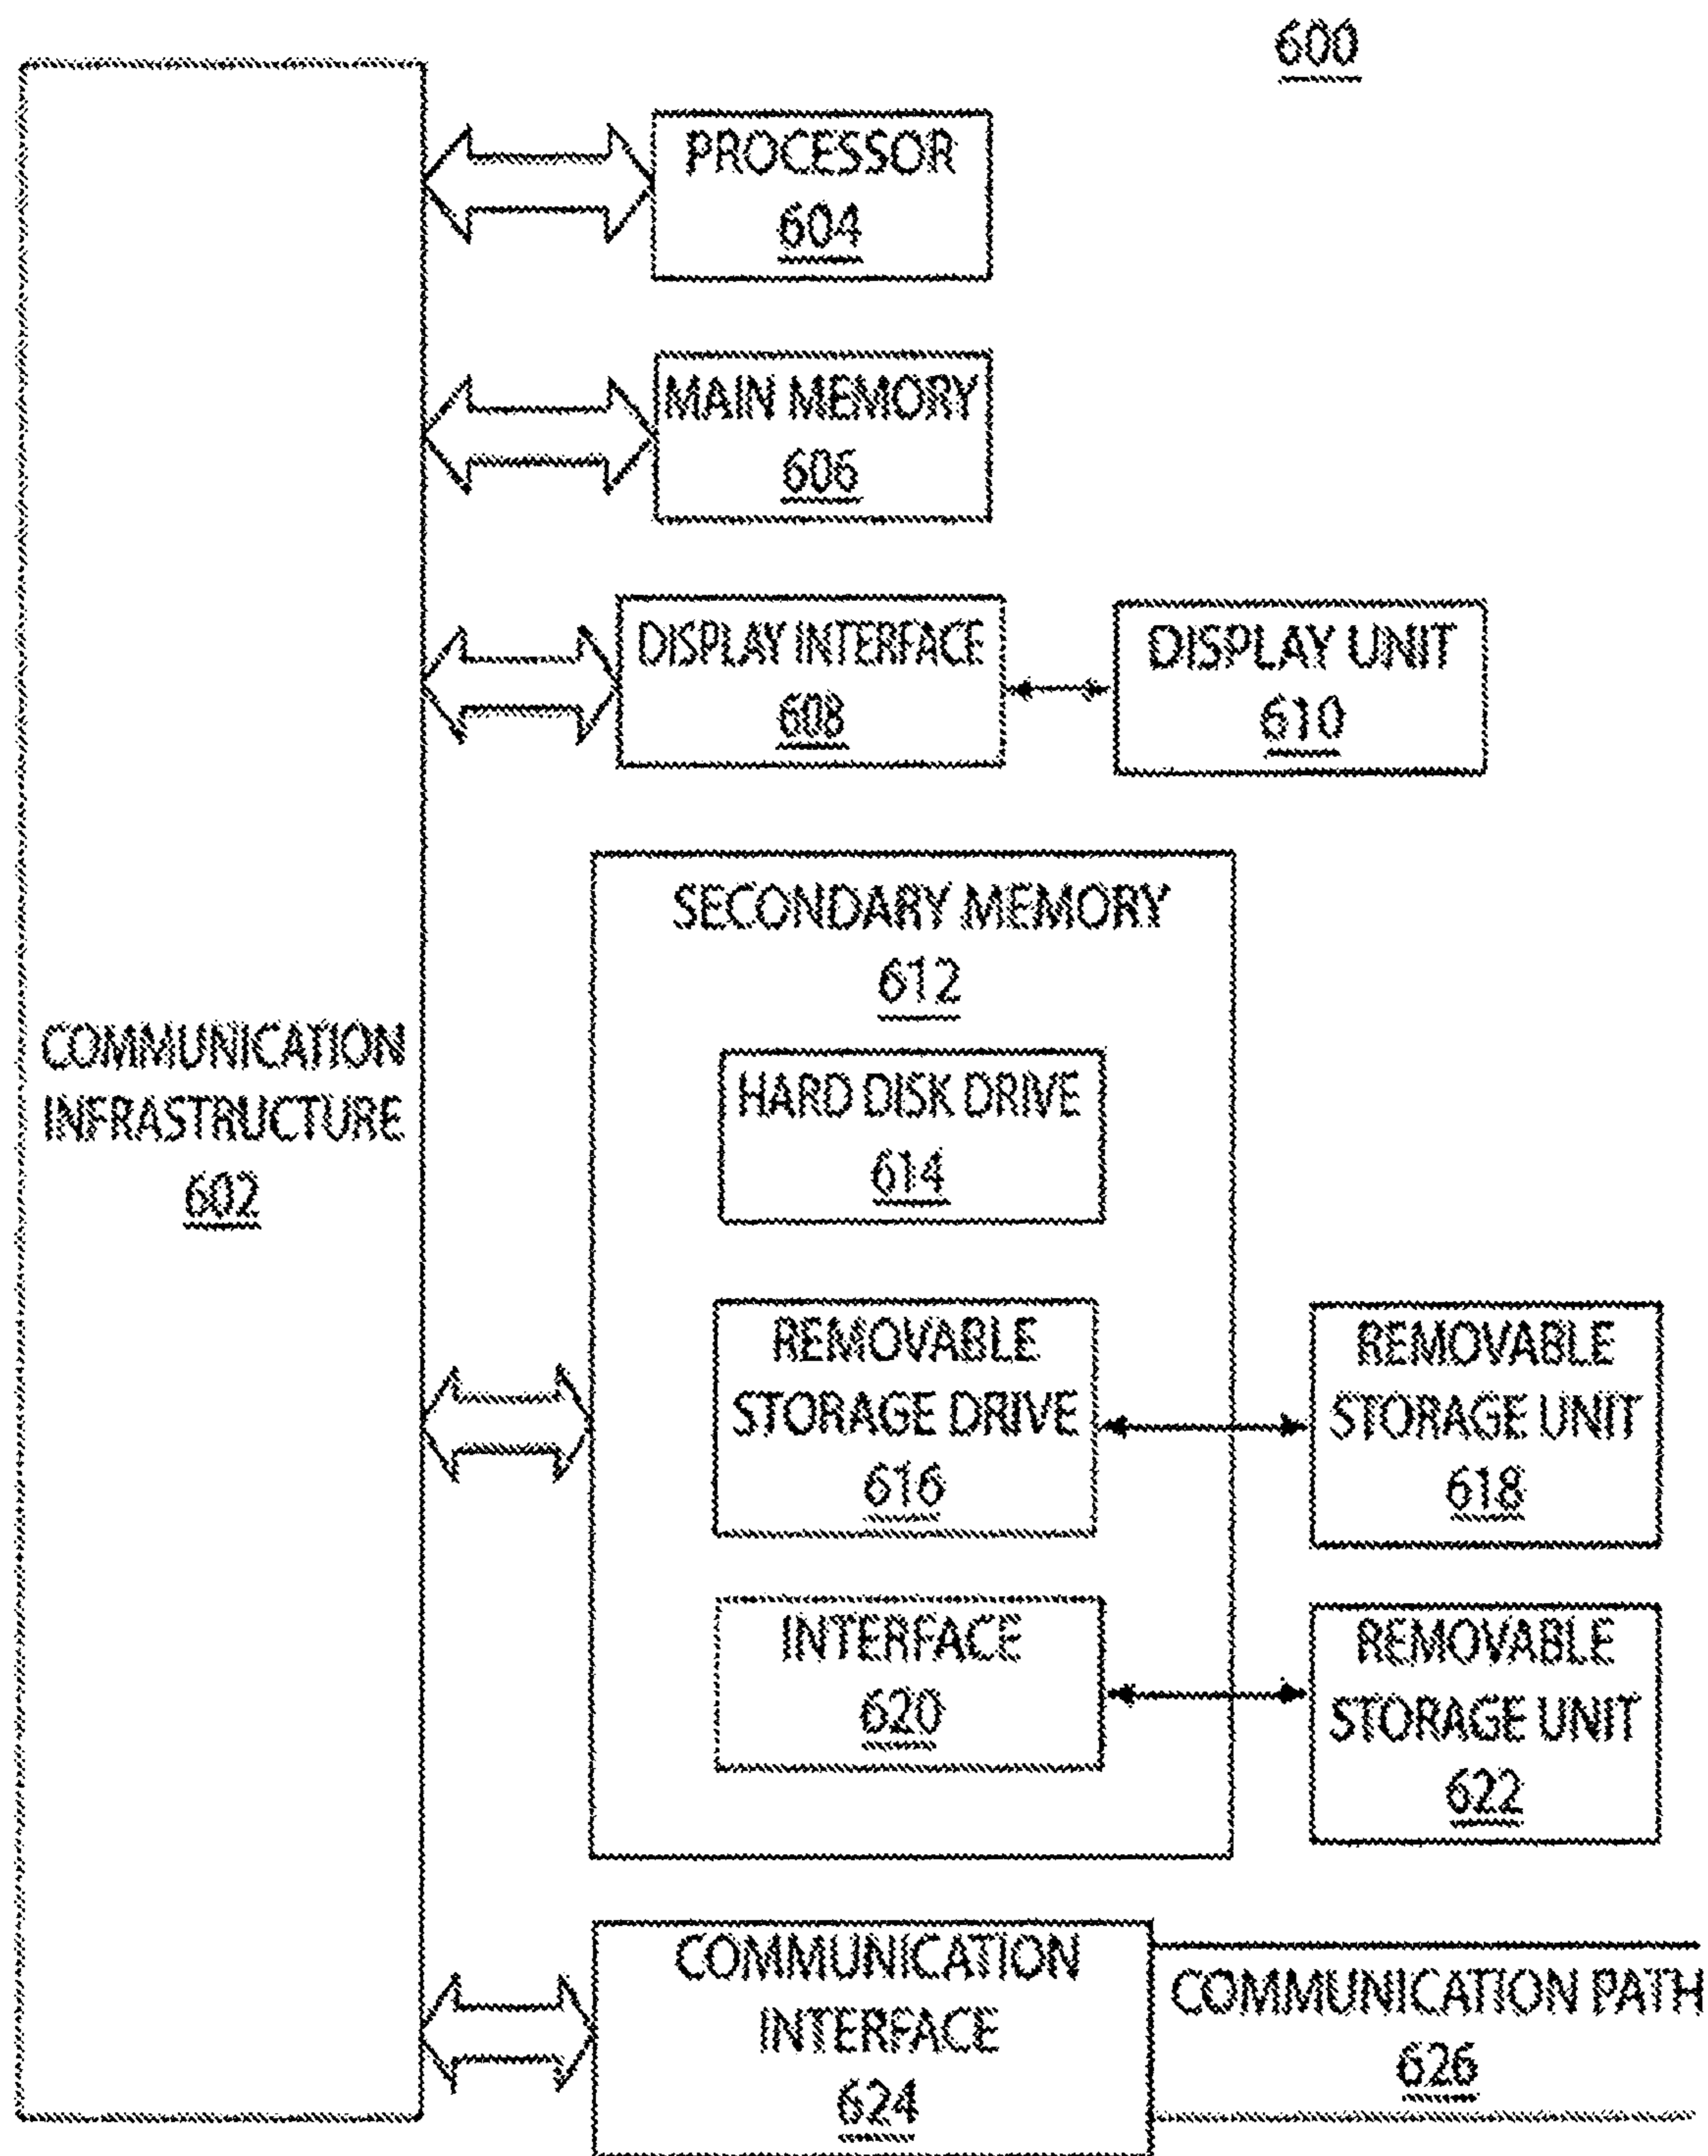 600
PROCESSOR
604
MAIN MEMORY
606
DISPLAY INTERFACE
608
DISPLAY UNIT
610
SECONDARY MEMORY
612
HARD DISK DRIVE
614
COMMUNICATION
INFRASTRUCTURE
602
REMOVABLE
STORAGE DRIVE
616
REMOVABLE
STORAGE UNIT
618
INTERFACE
620
REMOVABLE
STORAGE UNIT
622
COMMUNICATION
INTERFACE
624
COMMUNICATION PATH
626